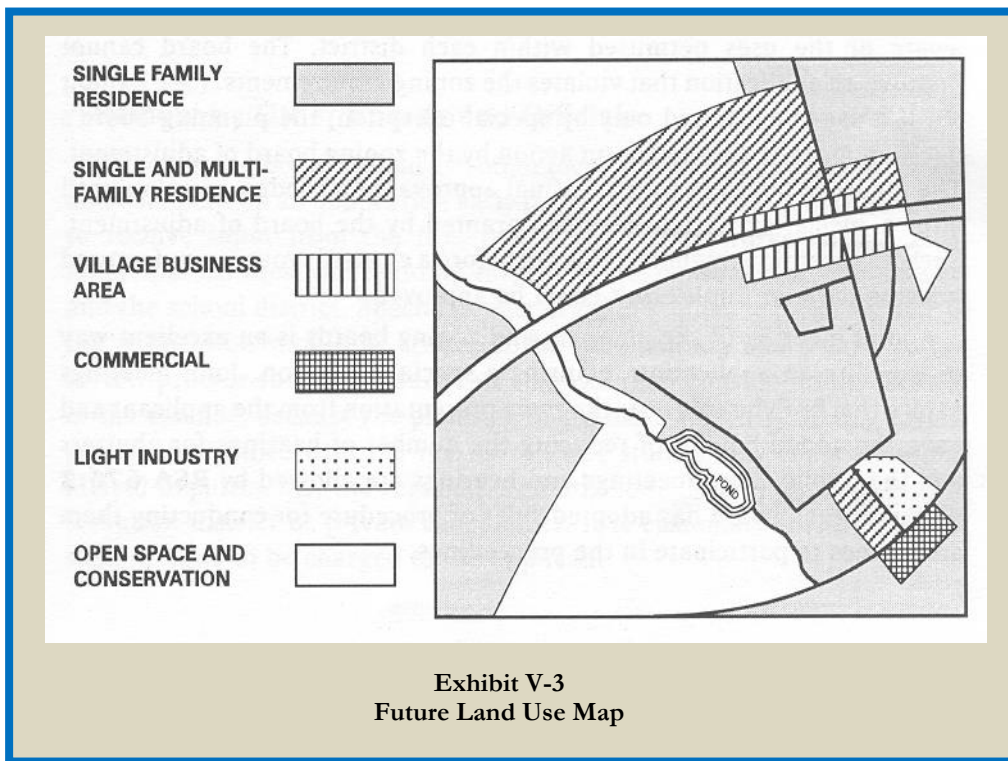 SINGLE FAMILY
RESIDENCE
SINGLE AND MULTI-
FAMILY RESIDENCE
VILLAGE BUSINESS
AREA
COMMERCIAL
LIGHT INDUSTRY
OPEN SPACE AND
CONSERVATION
POND
Exhibit V-3
Future Land Use Map